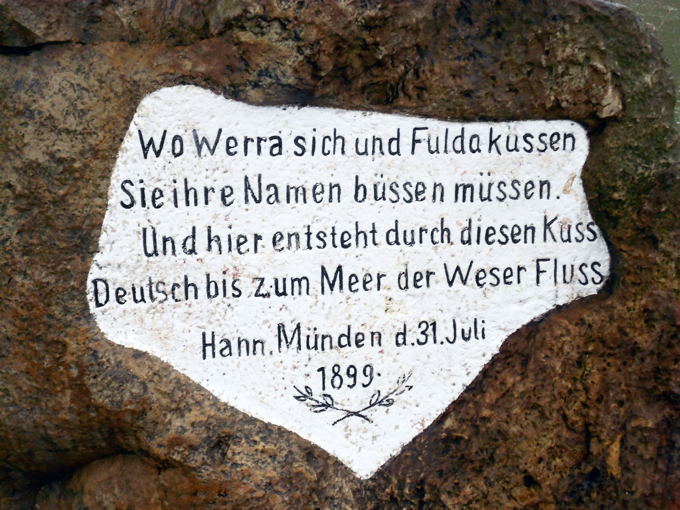 Wo Werra sich und Fulda küssen
Sie ihre Namen büssen müssen.
Und hier entsteht durch diesen Kuss
Deutsch bis zum Meer der Weser Fluss
Hann. Münden d. 31. Juli
1899.